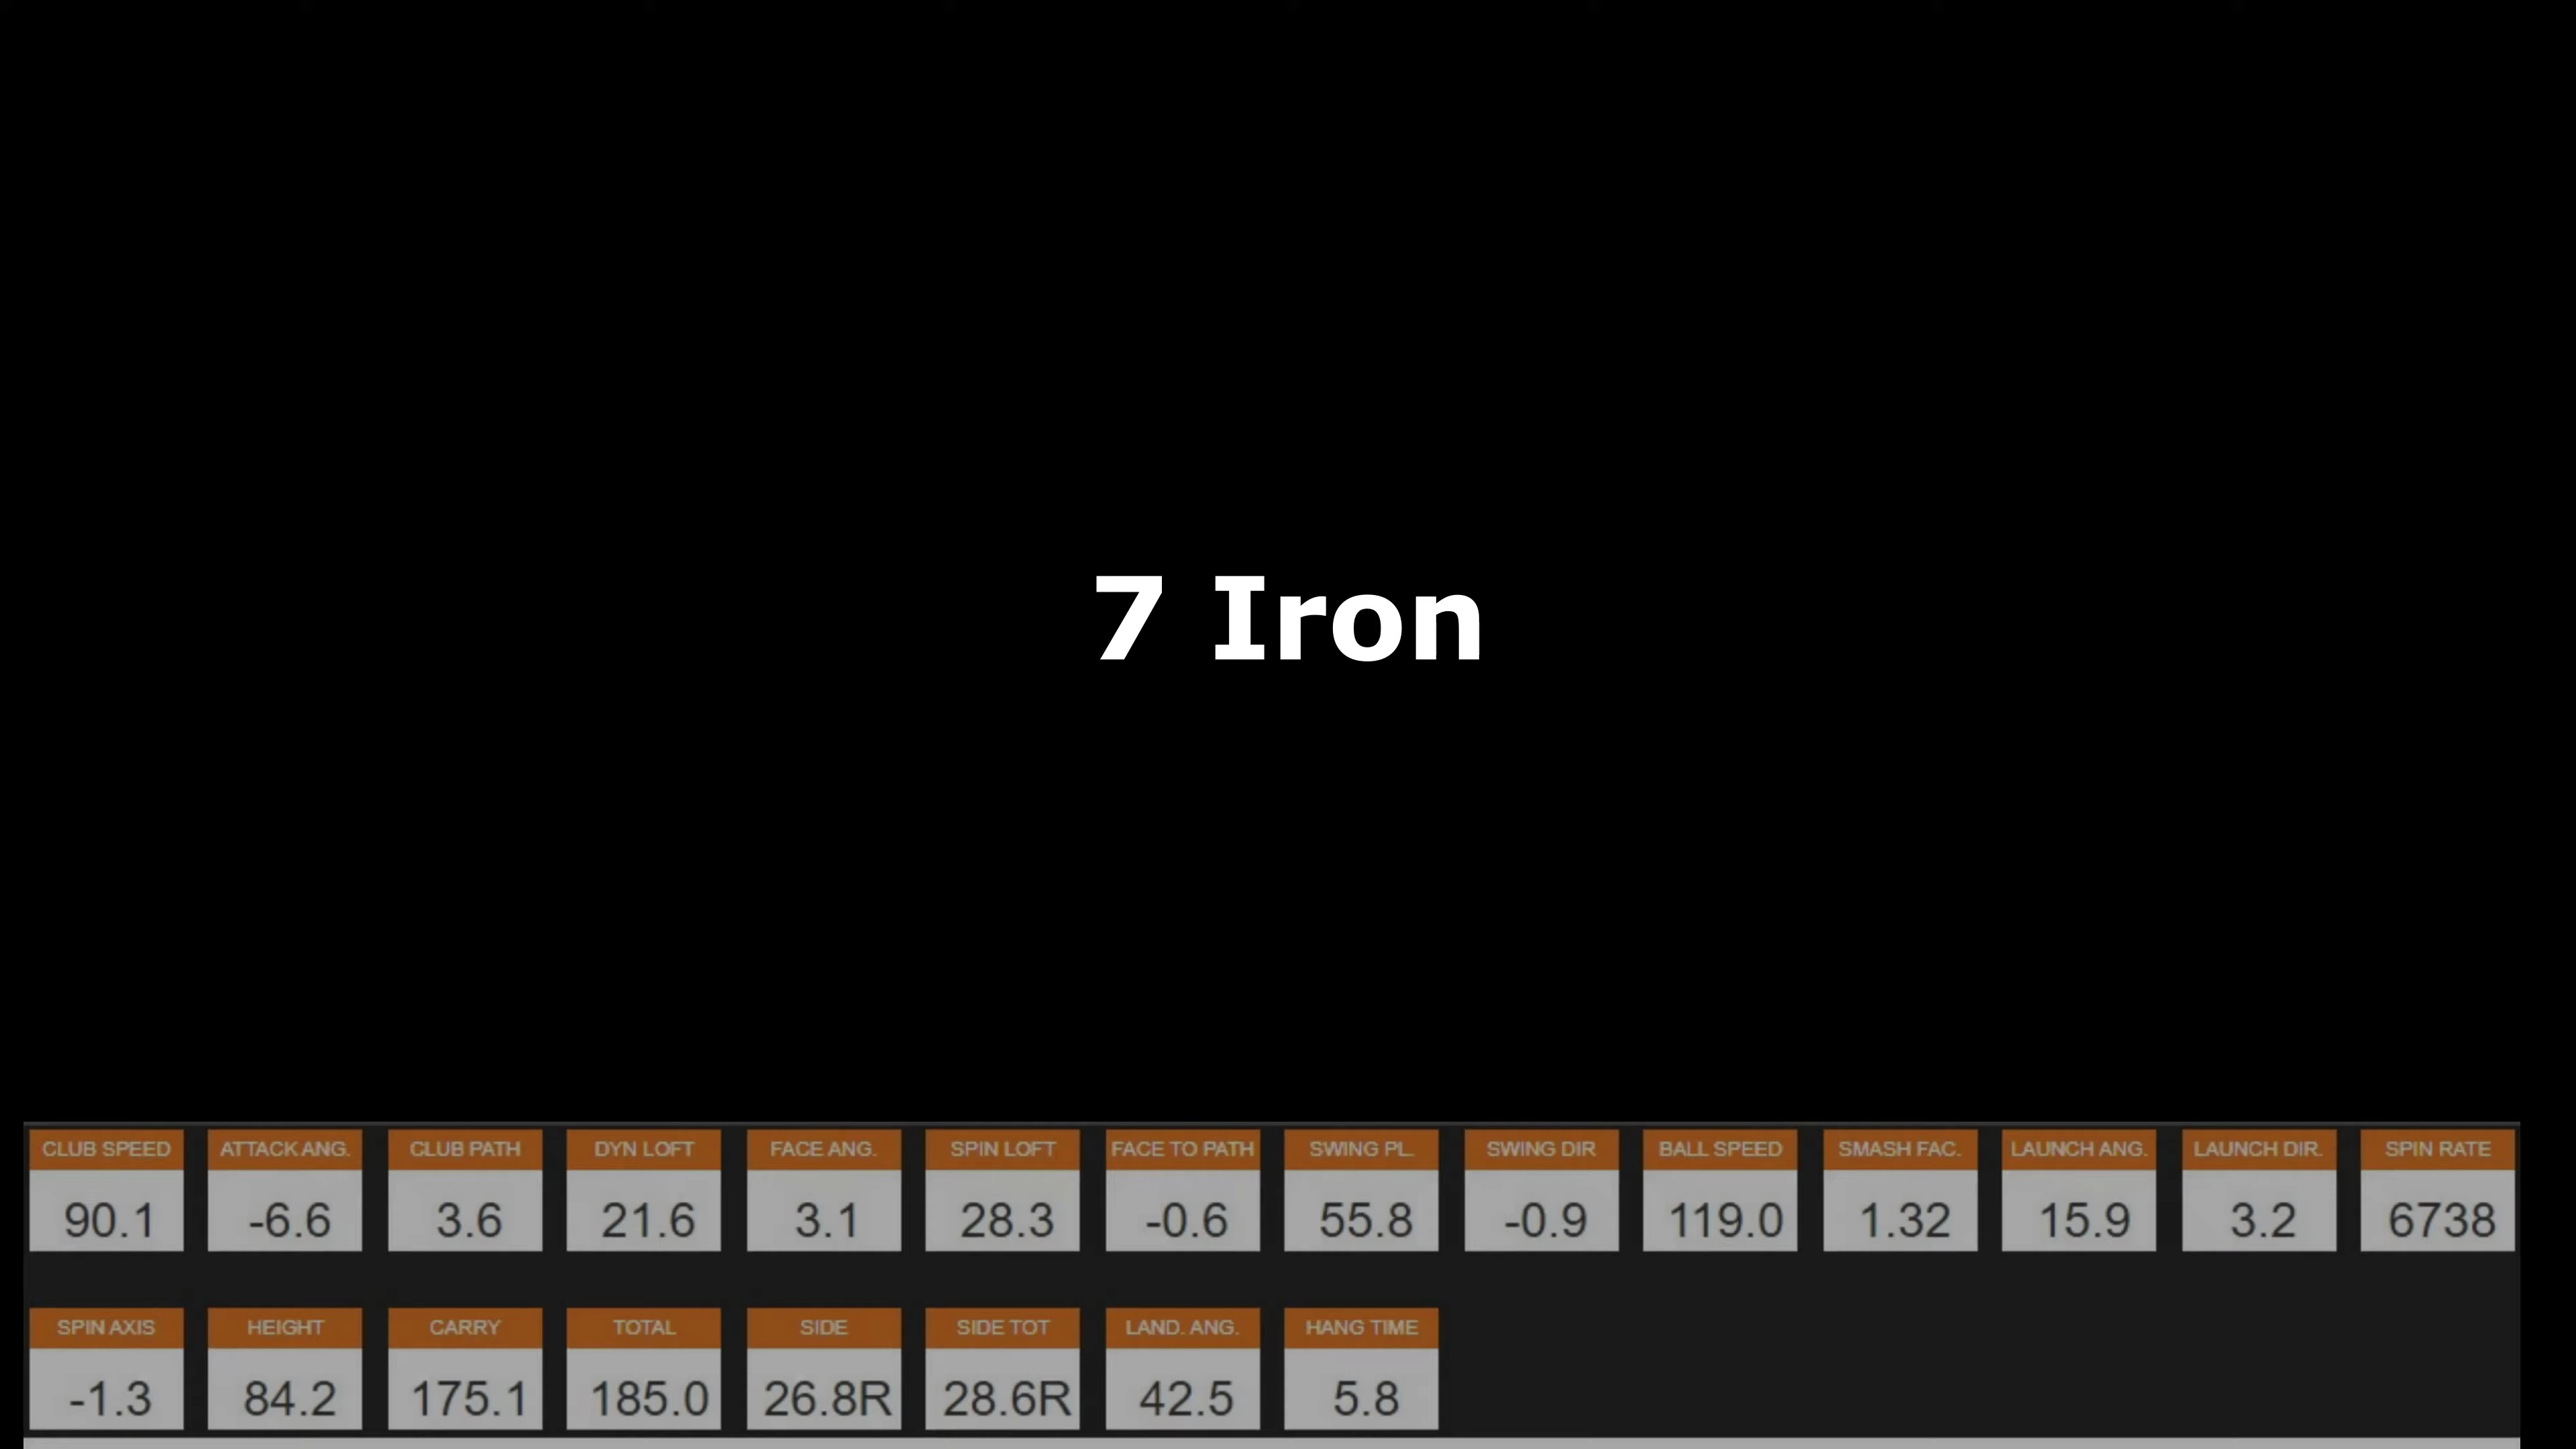 7 Iron
CLUB SPEED ATTACK ANG. CLUB PATH DYN LOFT FACE ANG. SPIN LOFT FACE TO PATH SWING PL. SWING DIR BALL SPEED SMASH FAC. LAUNCH ANG. LAUNCH DIR. SPIN RATE
90.1 -6.6 3.6 21.6 3.1 28.3 -0.6 55.8 -0.9 119.0 1.32 15.9 3.2 6738
SPIN AXIS HEIGHT CARRY TOTAL SIDE SIDE TOT LAND. ANG. HANG TIME
-1.3 84.2 175.1 185.0 26.8R 28.6R 42.5 5.8